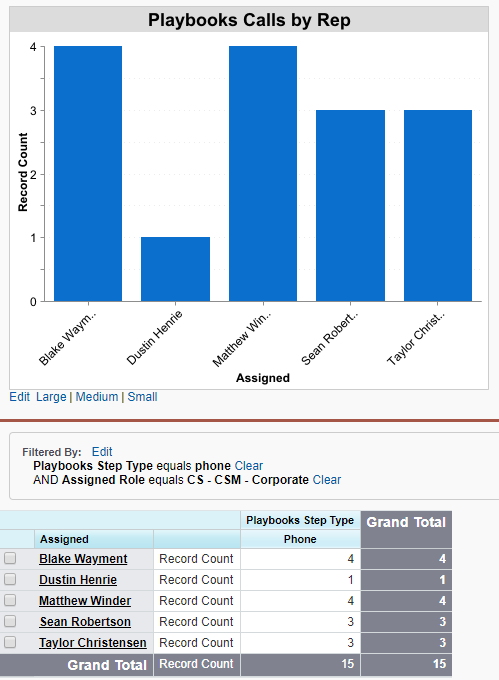 Playbooks Calls by Rep
4
3
2
1
0
Record Count
Blake Waym..
Dustin Henrie
Matthew Win..
Sean Robert..
Taylor Christ..
Assigned
Edit Large | Medium | Small
Filtered By: Edit
Playbooks Step Type equals phone Clear
AND Assigned Role equals CS - CSM - Corporate Clear
Playbooks Step Type Grand Total
Assigned Phone
Blake Wayment Record Count 4 4
Dustin Henrie Record Count 1 1
Matthew Winder Record Count 4 4
Sean Robertson Record Count 3 3
Taylor Christensen Record Count 3 3
Grand Total Record Count 15 15